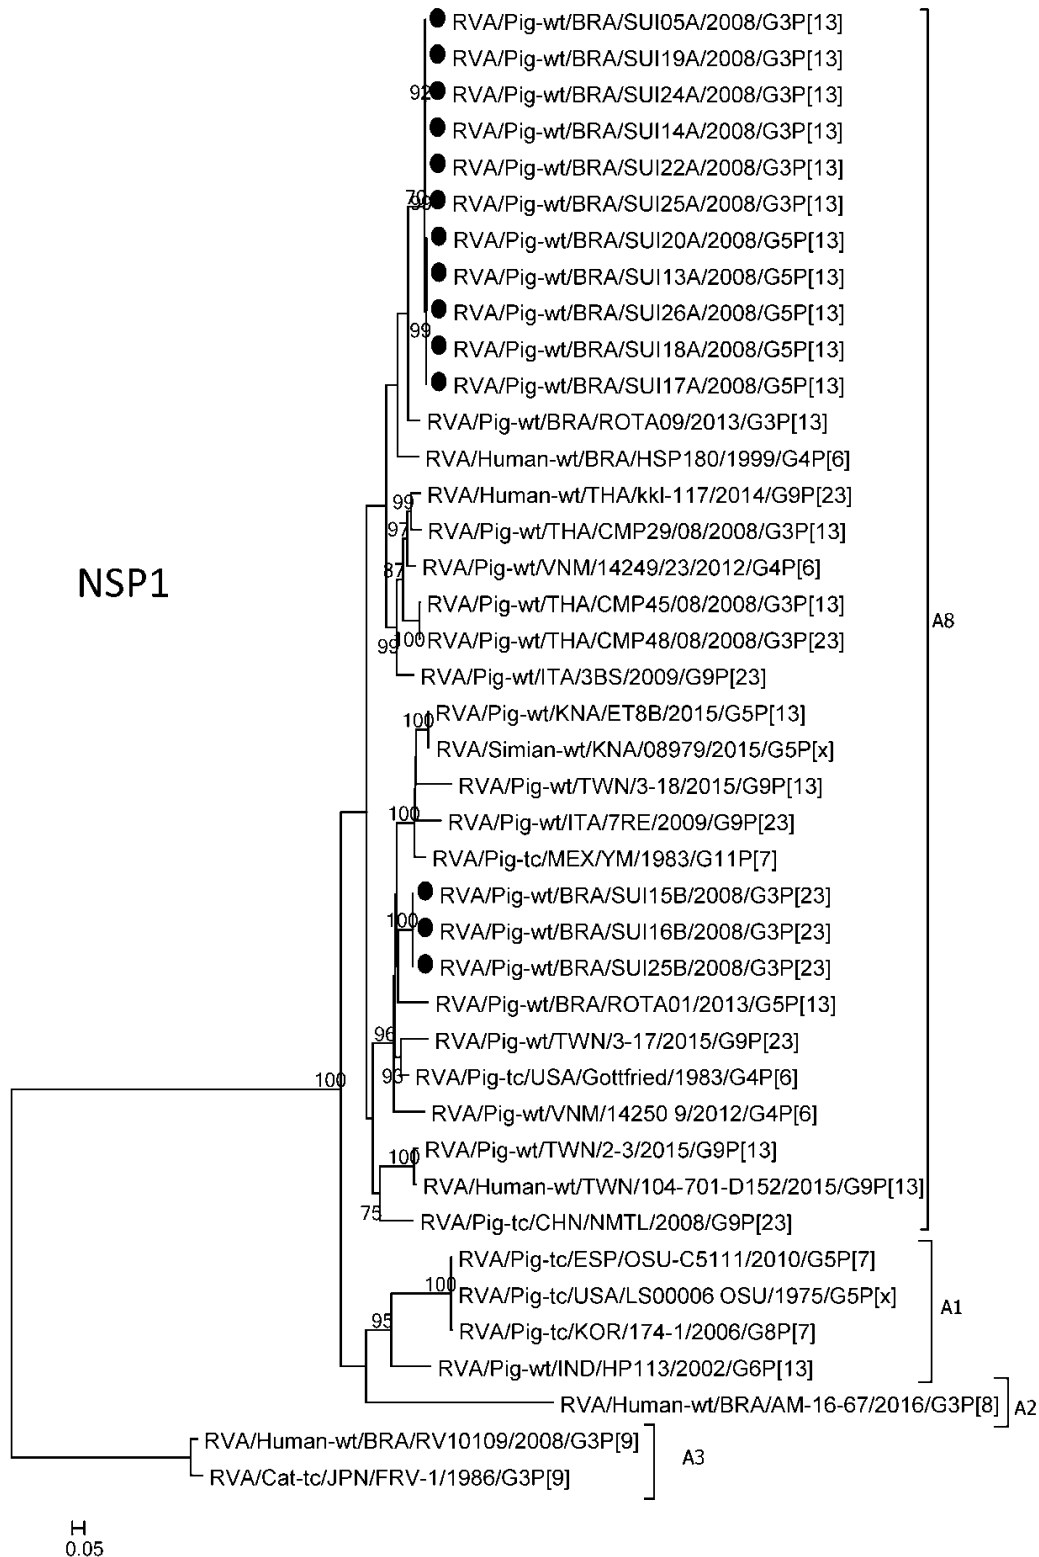 RVA/Pig-wt/BRA/SUI05A/2008/G3P[13]
RVA/Pig-wt/BRA/SUI19A/2008/G3P[13]
92 RVA/Pig-wt/BRA/SUI24A/2008/G3P[13]
RVA/Pig-wt/BRA/SUI14A/2008/G3P[13]
RVA/Pig-wt/BRA/SUI22A/2008/G3P[13]
70 99 RVA/Pig-wt/BRA/SUI25A/2008/G3P[13]
RVA/Pig-wt/BRA/SUI20A/2008/G5P[13]
RVA/Pig-wt/BRA/SUI13A/2008/G5P[13]
RVA/Pig-wt/BRA/SUI26A/2008/G5P[13]
99
RVA/Pig-wt/BRA/SUI18A/2008/G5P[13]
RVA/Pig-wt/BRA/SUI17A/2008/G5P[13]
RVA/Pig-wt/BRA/ROTA09/2013/G3P[13]
RVA/Human-wt/BRA/HSP180/1999/G4P[6]
99 RVA/Human-wt/THA/kkl-117/2014/G9P[23]
97 RVA/Pig-wt/THA/CMP29/08/2008/G3P[13]
87 RVA/Pig-wt/VNM/14249/23/2012/G4P[6]
NSP1
RVA/Pig-wt/THA/CMP45/08/2008/G3P[13]
A8
99 100 RVA/Pig-wt/THA/CMP48/08/2008/G3P[23]
RVA/Pig-wt/ITA/3BS/2009/G9P[23]
100 RVA/Pig-wt/KNA/ET8B/2015/G5P[13]
RVA/Simian-wt/KNA/08979/2015/G5P[x]
RVA/Pig-wt/TWN/3-18/2015/G9P[13]
100 RVA/Pig-wt/ITA/7RE/2009/G9P[23]
RVA/Pig-tc/MEX/YM/1983/G11P[7]
RVA/Pig-wt/BRA/SUI15B/2008/G3P[23]
100 RVA/Pig-wt/BRA/SUI16B/2008/G3P[23]
RVA/Pig-wt/BRA/SUI25B/2008/G3P[23]
RVA/Pig-wt/BRA/ROTA01/2013/G5P[13]
96 RVA/Pig-wt/TWN/3-17/2015/G9P[23]
100 93 RVA/Pig-tc/USA/Gottfried/1983/G4P[6]
RVA/Pig-wt/VNM/14250 9/2012/G4P[6]
100 RVA/Pig-wt/TWN/2-3/2015/G9P[13]
RVA/Human-wt/TWN/104-701-D152/2015/G9P[13]
75 RVA/Pig-tc/CHN/NMTL/2008/G9P[23]
RVA/Pig-tc/ESP/OSU-C5111/2010/G5P[7]
100 RVA/Pig-tc/USA/LS00006 OSU/1975/G5P[x]
A1
95 RVA/Pig-tc/KOR/174-1/2006/G8P[7]
RVA/Pig-wt/IND/HP113/2002/G6P[13]
RVA/Human-wt/BRA/AM-16-67/2016/G3P[8] A2
RVA/Human-wt/BRA/RV10109/2008/G3P[9]
A3
RVA/Cat-tc/JPN/FRV-1/1986/G3P[9]
0.05